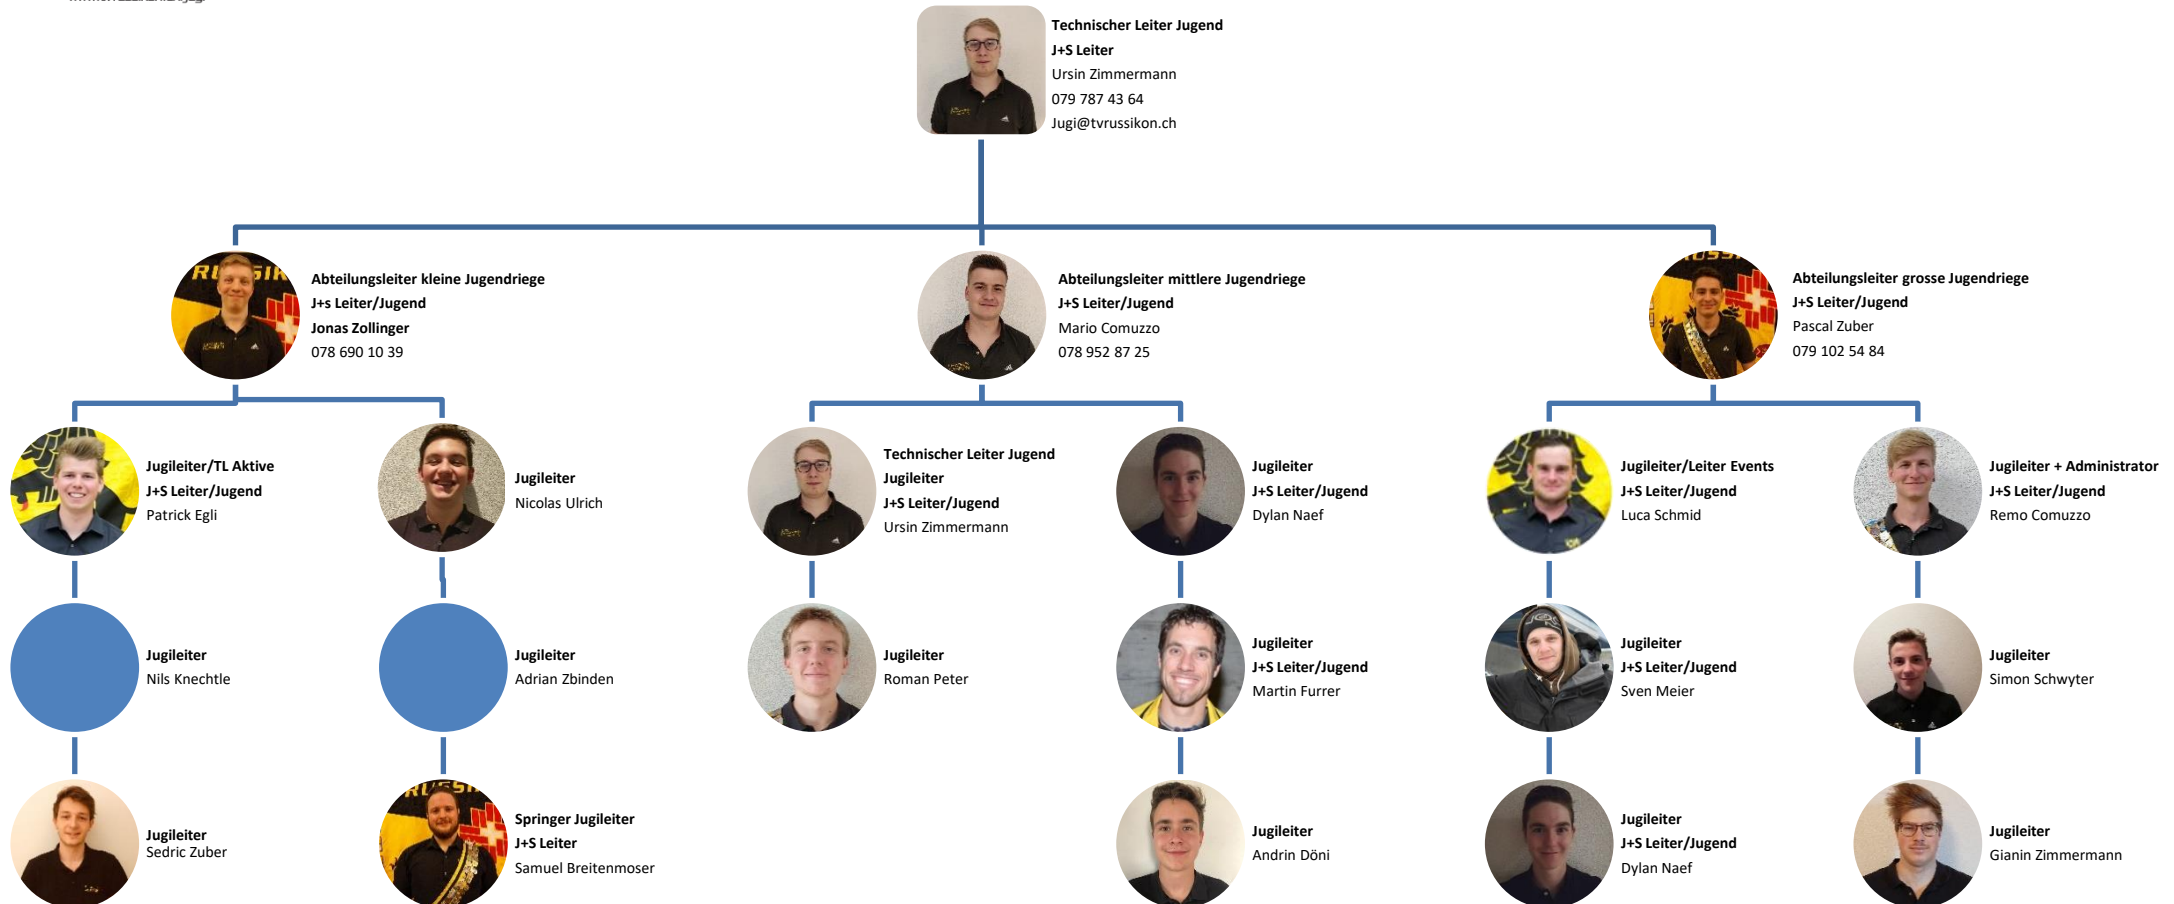 Technischer Leiter Jugend
J+S Leiter
Ursin Zimmermann
079 787 43 64
Jugi@tvrussikon.ch
Abteilungsleiter kleine Jugendriege
J+s Leiter/Jugend
Jonas Zollinger
078 690 10 39
Abteilungsleiter mittlere Jugendriege
J+S Leiter/Jugend
Mario Comuzzo
078 952 87 25
Abteilungsleiter grosse Jugendriege
J+S Leiter/Jugend
Pascal Zuber
079 102 54 84
Jugileiter/TL Aktive
J+S Leiter/Jugend
Patrick Egli
Jugileiter
Nicolas Ulrich
Technischer Leiter Jugend
Jugileiter
J+S Leiter/Jugend
Ursin Zimmermann
Jugileiter
J+S Leiter/Jugend
Dylan Naef
Jugileiter/Leiter Events
J+S Leiter/Jugend
Luca Schmid
Jugileiter + Administrator
J+S Leiter/Jugend
Remo Comuzzo
Jugileiter
Nils Knechtle
Jugileiter
Adrian Zbinden
Jugileiter
Roman Peter
Jugileiter
J+S Leiter/Jugend
Martin Furrer
Jugileiter
J+S Leiter/Jugend
Sven Meier
Jugileiter
Simon Schwyter
Jugileiter
Sedric Zuber
Springer Jugileiter
J+S Leiter
Samuel Breitenmoser
Jugileiter
Andrin Döni
Jugileiter
J+S Leiter/Jugend
Dylan Naef
Jugileiter
Gianin Zimmermann